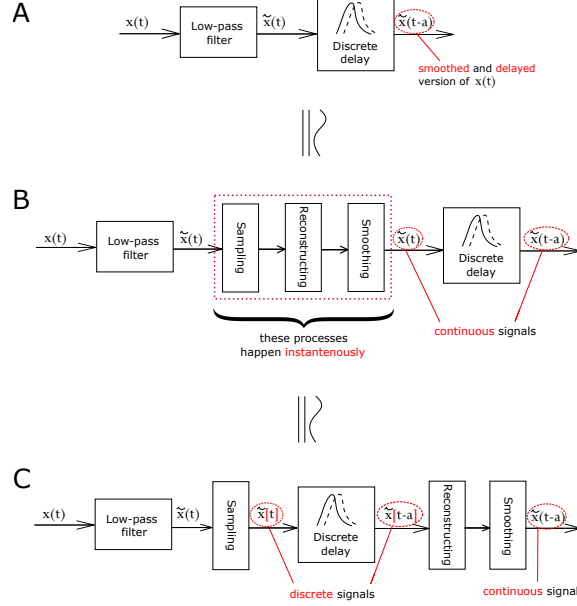 A
x(t)
Low-pass
filter
x̃(t)
Discrete
delay
x̃(t-a)
smoothed and delayed
version of x(t)
B
x(t)
Low-pass
filter
x̃(t)
Sampling
Reconstructing
Smoothing
x̃(t)
Discrete
delay
x̃(t-a)
these processes
happen instantenously
continuous signals
C
x(t)
Low-pass
filter
x̃(t)
Sampling
x̃[t]
Discrete
delay
x̃[t-a]
Reconstructing
Smoothing
x̃(t-a)
discrete signals
continuous signal